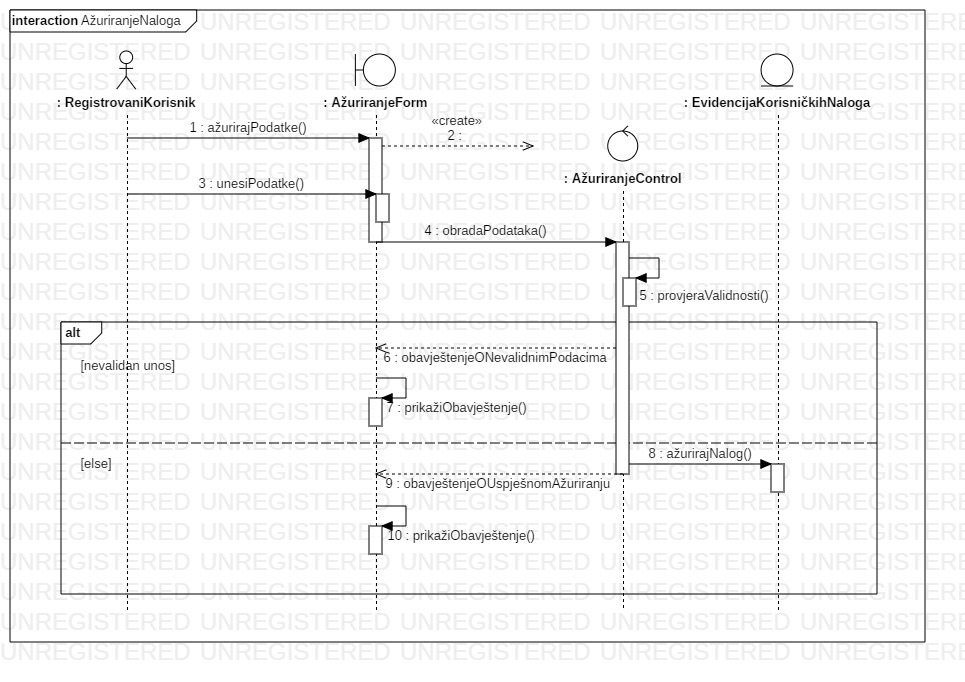 interaction AžuriranjeNaloga
: RegistrovaniKorisnik
: AžuriranjeForm
: EvidencijaKorisničkihNaloga
1 : ažurirajPodatke()
«create»
2 :
: AžuriranjeControl
3 : unesiPodatke()
4 : obradaPodataka()
5 : provjeraValidnosti()
alt
6 : obavještenjeONevalidnimPodacima
[nevalidan unos]
7 : prikažiObavještenje()
8 : ažurirajNalog()
[else]
9 : obavještenjeOUspješnomAžuriranju
10 : prikažiObavještenje()
UNREGISTERED